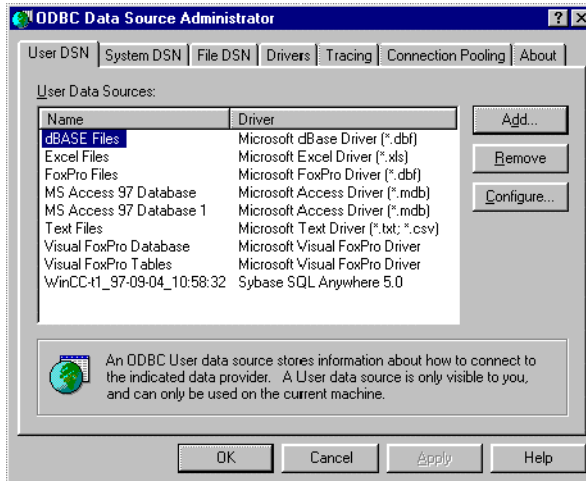 ODBC Data Source Administrator
User DSN System DSN File DSN Drivers Tracing Connection Pooling About
User Data Sources:
Name Driver
dBASE Files Microsoft dBase Driver (*.dbf)
Excel Files Microsoft Excel Driver (*.xls)
FoxPro Files Microsoft FoxPro Driver (*.dbf)
MS Access 97 Database Microsoft Access Driver (*.mdb)
MS Access 97 Database 1 Microsoft Access Driver (*.mdb)
Text Files Microsoft Text Driver (*.txt; *.csv)
Visual FoxPro Database Microsoft Visual FoxPro Driver
Visual FoxPro Tables Microsoft Visual FoxPro Driver
WinCC-t1_97-09-04_10:58:32 Sybase SQL Anywhere 5.0
Add...
Remove
Configure...
An ODBC User data source stores information about how to connect to
the indicated data provider. A User data source is only visible to you,
and can only be used on the current machine.
OK Cancel Apply Help